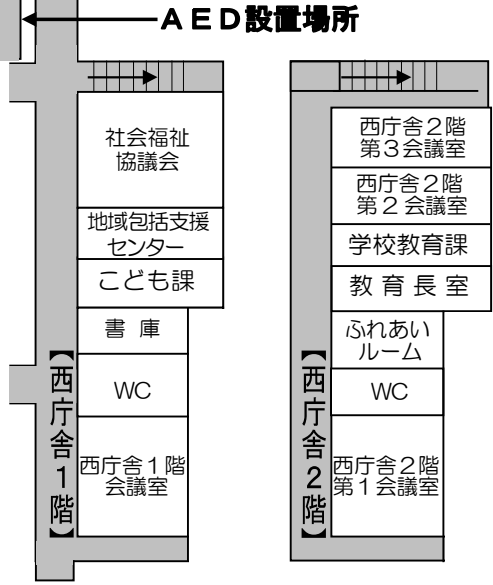 ＡＥＤ設置場所
社会福祉
協議会
地域包括支援
センター
こども課
書 庫
WC
西庁舎１階
会議室
【西庁舎１階】
西庁舎２階
第３会議室
西庁舎２階
第２会議室
学校教育課
教 育 長 室
ふれあい
ルーム
WC
西庁舎２階
第１会議室
【西庁舎２階】